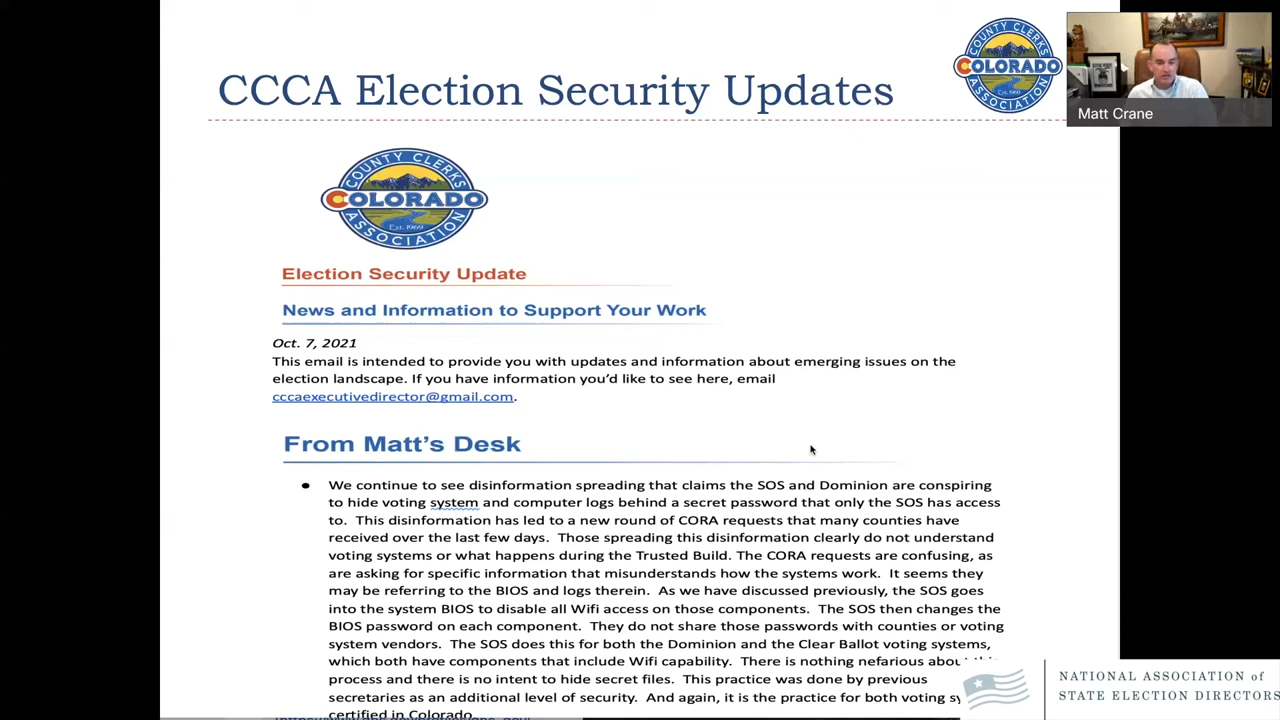 CCCA Election Security Updates
COUNTY CLERKS
COLORADO
ASSOCIATION
Matt Crane
COUNTY CLERKS
COLORADO
Est. 1969
ASSOCIATION
Election Security Update
News and Information to Support Your Work
Oct. 7, 2021
This email is intended to provide you with updates and information about emerging issues on the
election landscape. If you have information you'd like to see here, email
cccaexecutivedirector@gmail.com.
From Matt's Desk
● We continue to see disinformation spreading that claims the SOS and Dominion are conspiring
to hide voting system and computer logs behind a secret password that only the SOS has access
to. This disinformation has led to a new round of CORA requests that many counties have
received over the last few days. Those spreading this disinformation clearly do not understand
voting systems or what happens during the Trusted Build. The CORA requests are confusing, as
are asking for specific information that misunderstands how the systems work. It seems they
may be referring to the BIOS and logs therein. As we have discussed previously, the SOS goes
into the system BIOS to disable all Wifi access on those components. The SOS then changes the
BIOS password on each component. They do not share those passwords with counties or voting
system vendors. The SOS does this for both the Dominion and the Clear Ballot voting systems,
which both have components that include Wifi capability. There is nothing nefarious about this
process and there is no intent to hide secret files. This practice was done by previous
secretaries as an additional level of security. And again, it is the practice for both voting sy
certified in Colorado.
NATIONAL ASSOCIATION of
STATE ELECTION DIRECTORS